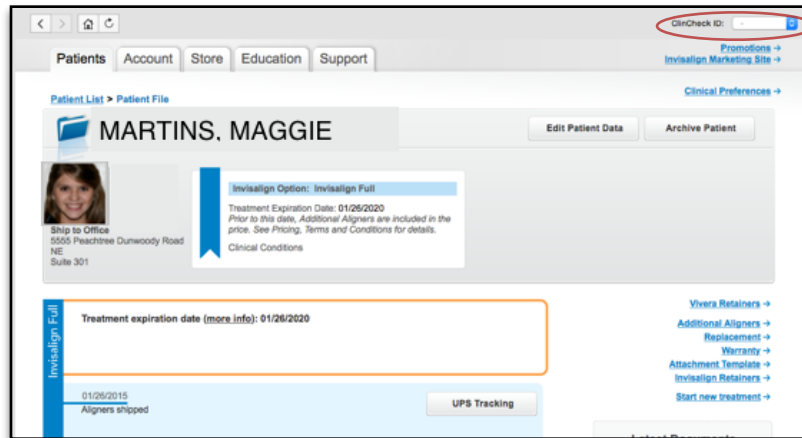 ClinCheck ID: -
Patients Account Store Education Support
Promotions →
Invisalign Marketing Site →
Clinical Preferences →
Patient List > Patient File
MARTINS, MAGGIE
Edit Patient Data Archive Patient
Invisalign Option: Invisalign Full
Treatment Expiration Date: 01/26/2020
Prior to this date, Additional Aligners are included in the
price. See Pricing, Terms and Conditions for details.
Clinical Conditions
Ship to Office
5555 Peachtree Dunwoody Road
NE
Suite 301
Invisalign Full
Treatment expiration date (more info): 01/26/2020
Vivera Retainers →
Additional Aligners →
Replacement →
Warranty →
Attachment Template →
Invisalign Retainers →
Start new treatment →
01/26/2015
Aligners shipped
UPS Tracking
Latest Documents